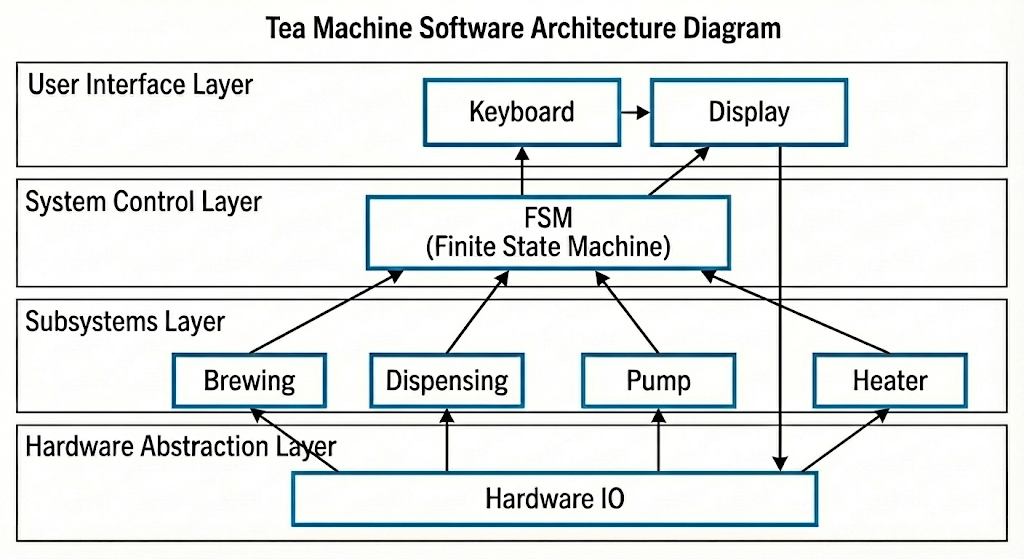 Tea Machine Software Architecture Diagram
User Interface Layer
Keyboard
Display
System Control Layer
FSM
(Finite State Machine)
Subsystems Layer
Brewing
Dispensing
Pump
Heater
Hardware Abstraction Layer
Hardware IO